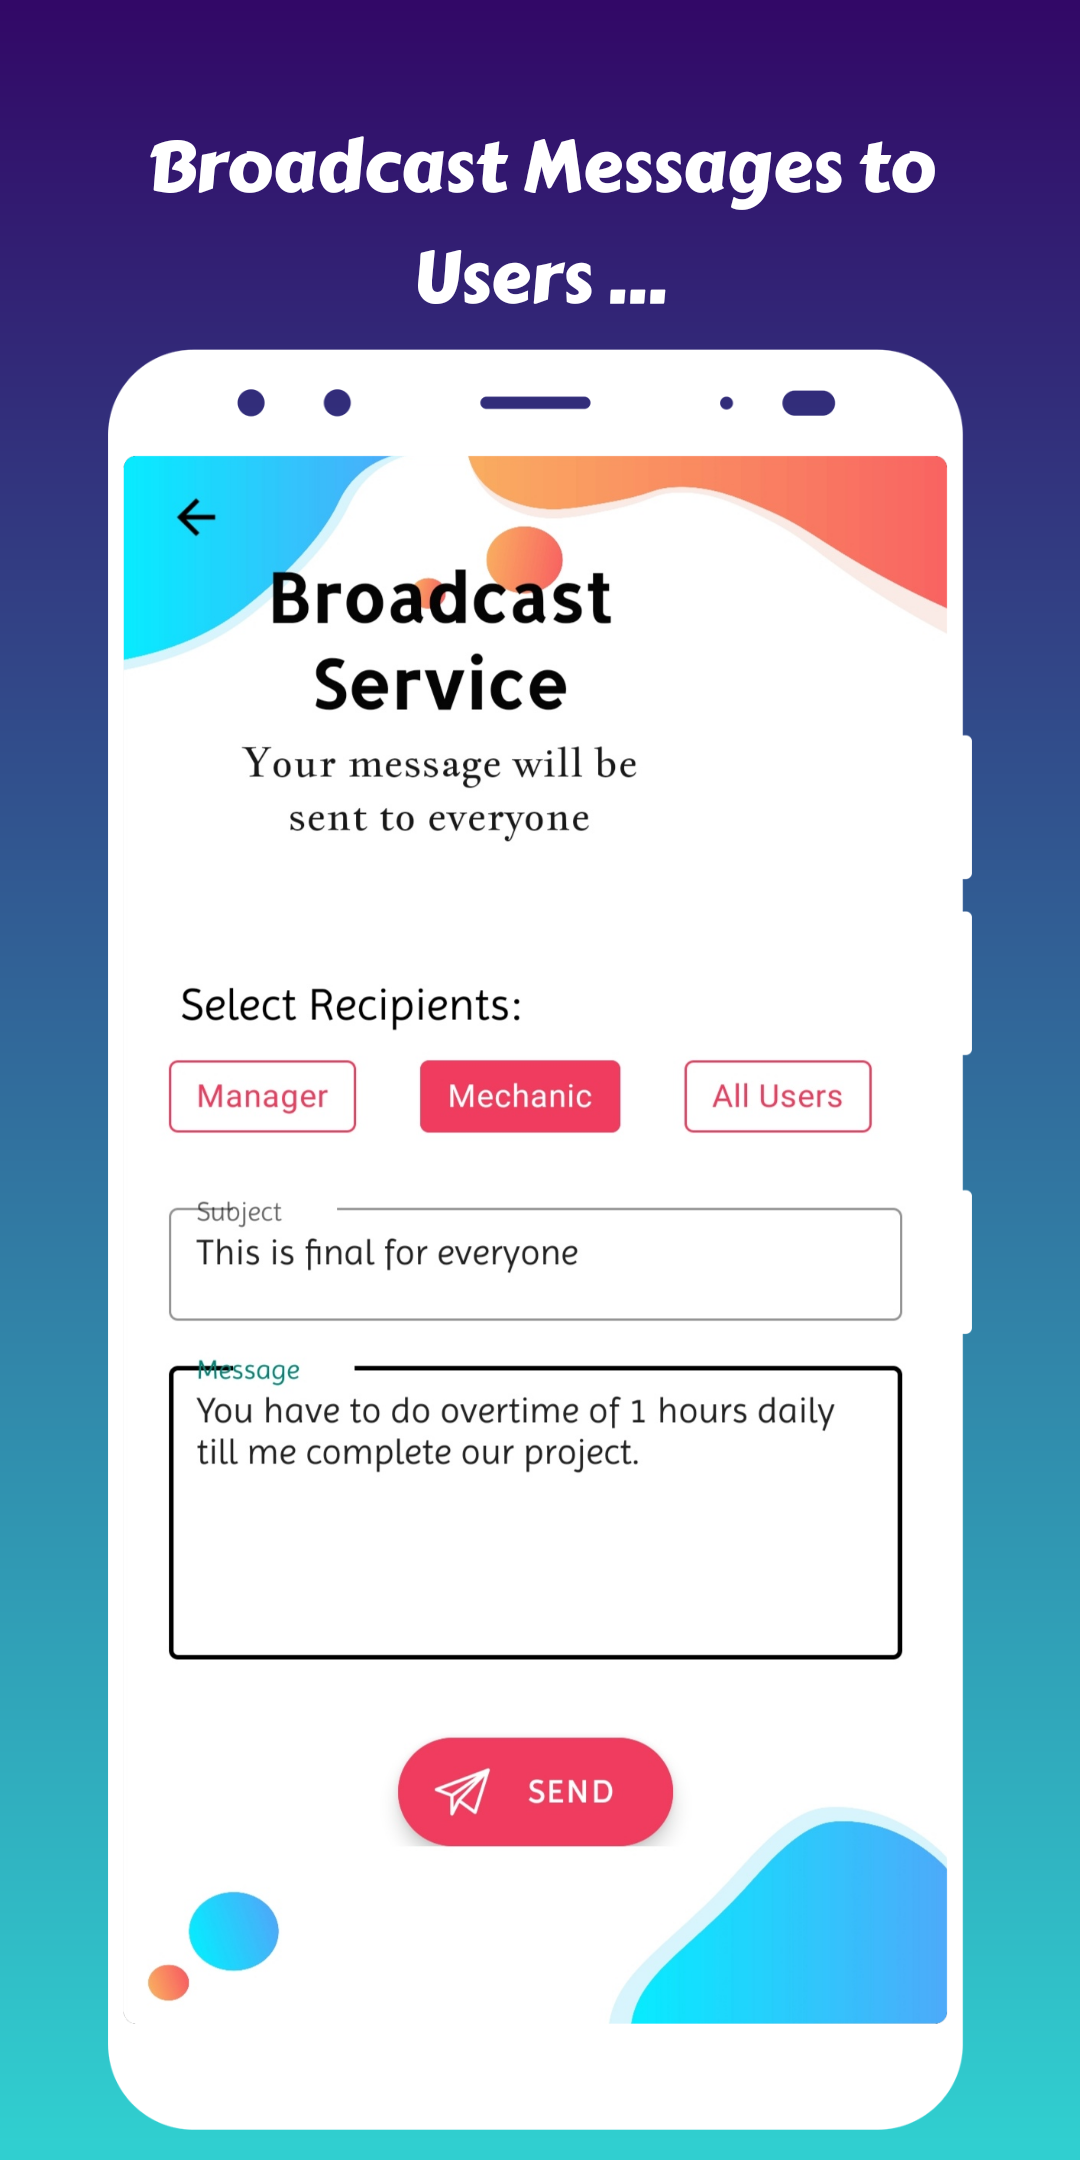 Broadcast Messages to
Users ...
Broadcast
Service
Your message will be
sent to everyone
Select Recipients:
Manager Mechanic All Users
Subject
This is final for everyone
Message
You have to do overtime of 1 hours daily
till me complete our project.
SEND